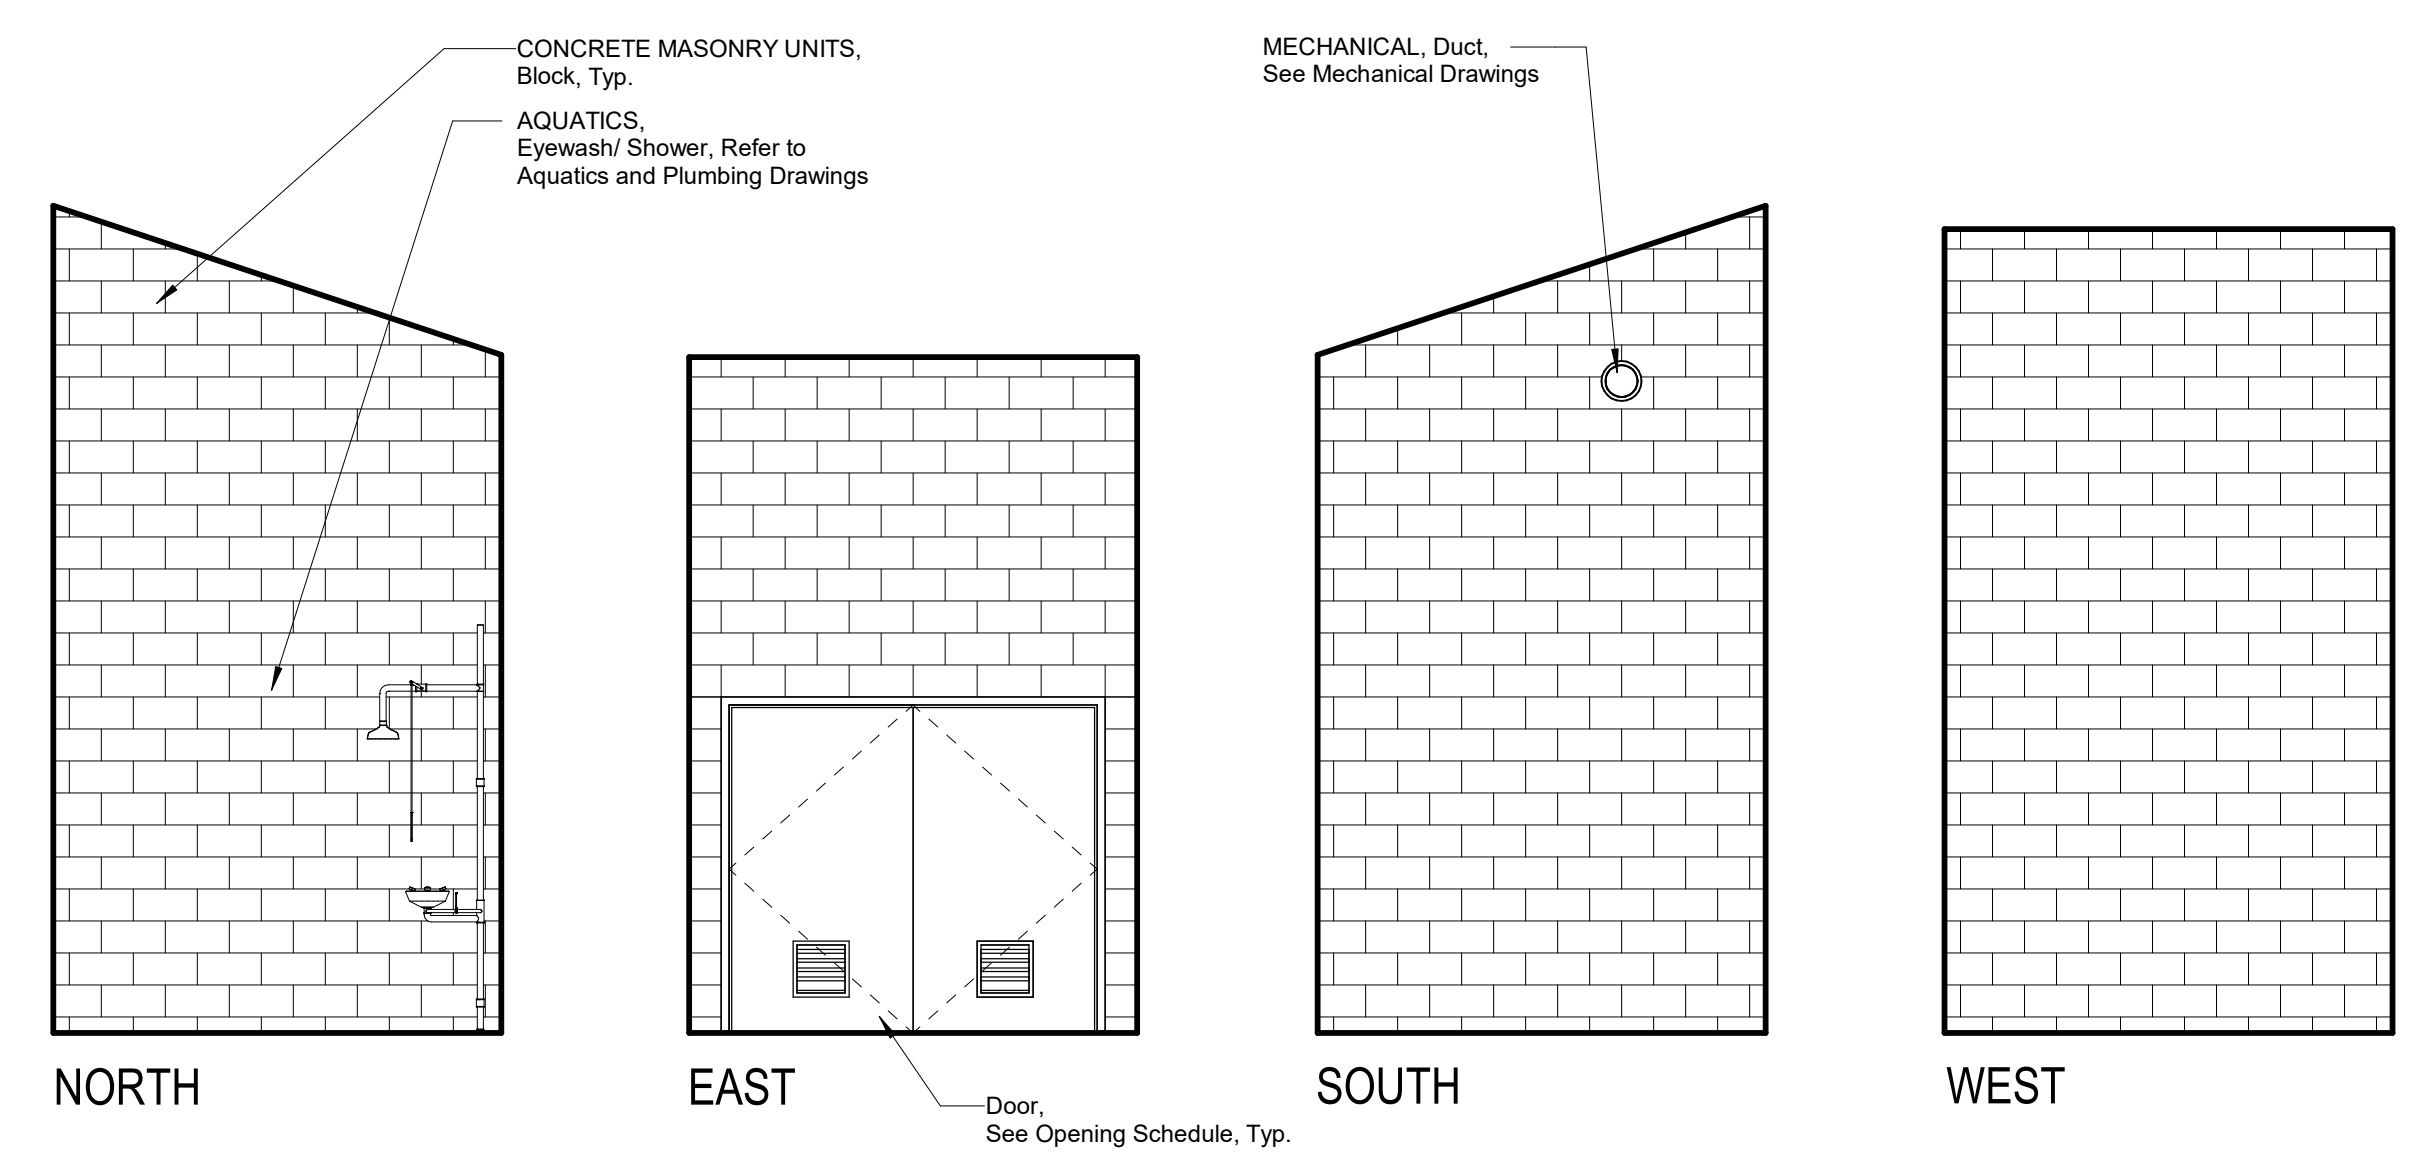 CONCRETE MASONRY UNITS,
Block, Typ.
AQUATICS,
Eyewash/ Shower, Refer to
Aquatics and Plumbing Drawings
MECHANICAL, Duct,
See Mechanical Drawings
NORTH
EAST
SOUTH
WEST
Door,
See Opening Schedule, Typ.